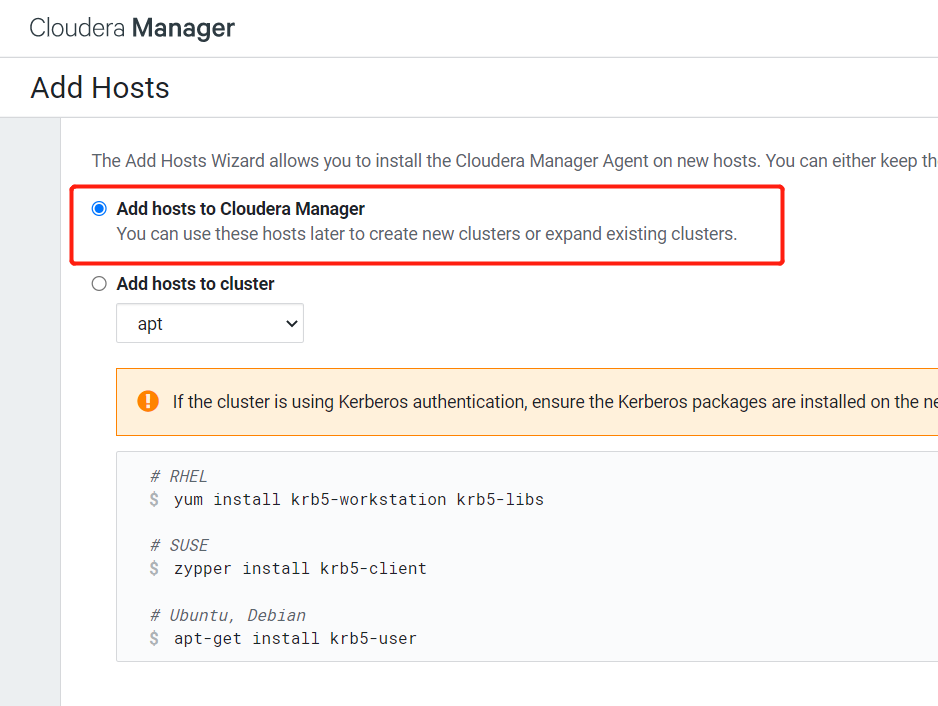 Cloudera Manager
Add Hosts
The Add Hosts Wizard allows you to install the Cloudera Manager Agent on new hosts. You can either keep
Add hosts to Cloudera Manager
You can use these hosts later to create new clusters or expand existing clusters.
Add hosts to cluster
apt
If the cluster is using Kerberos authentication, ensure the Kerberos packages are installed on the
# RHEL
$ yum install krb5-workstation krb5-libs
# SUSE
$ zypper install krb5-client
# Ubuntu, Debian
$ apt-get install krb5-user